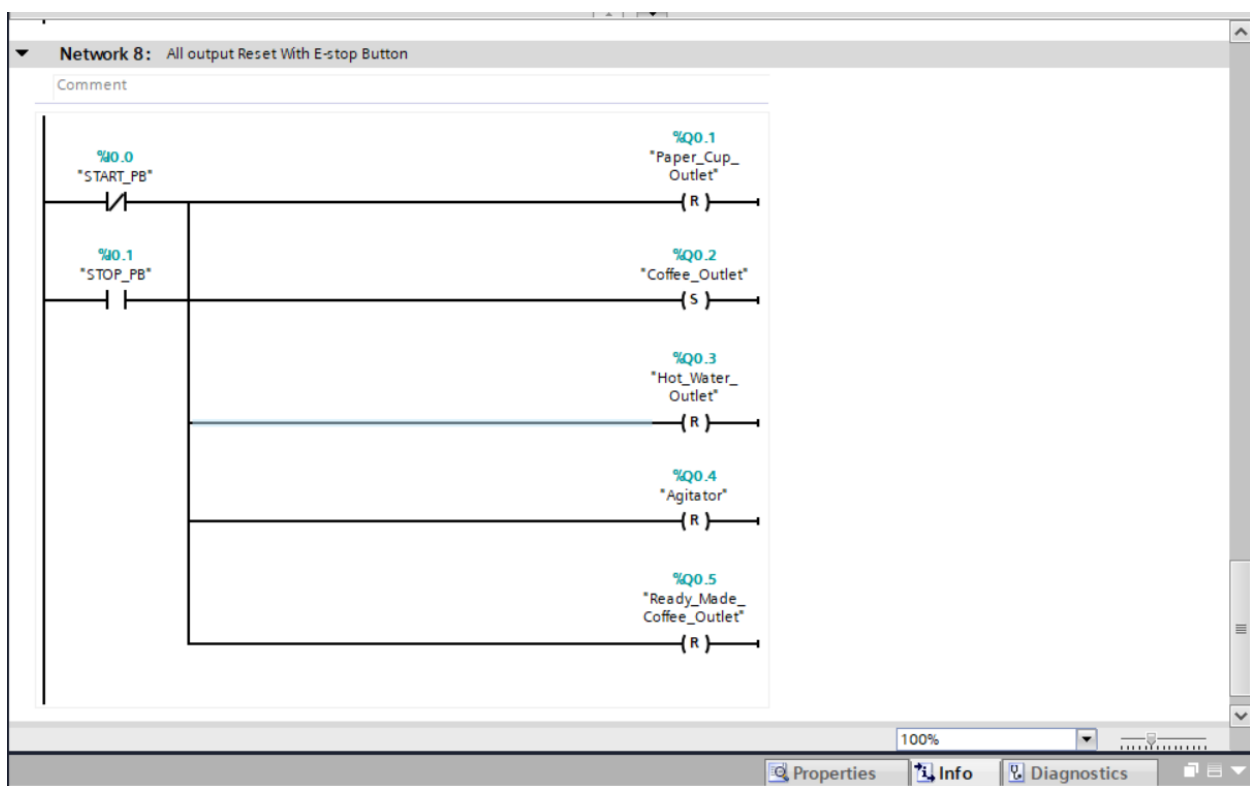 Network 8: All output Reset With E-stop Button
Comment
%I0.0
"START_PB"
%Q0.1
"Paper_Cup_
Outlet"
R
%I0.1
"STOP_PB"
%Q0.2
"Coffee_Outlet"
S
%Q0.3
"Hot_Water_
Outlet"
R
%Q0.4
"Agitator"
R
%Q0.5
"Ready_Made_
Coffee_Outlet"
R
100%
Properties Info Diagnostics